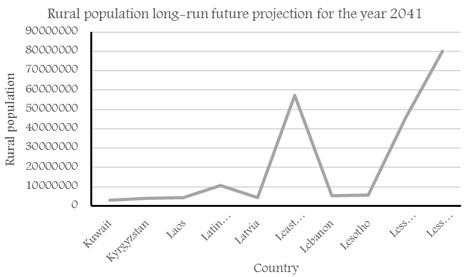 Rural population long-run future projection for the year 2041
90000000
80000000
70000000
60000000
50000000
40000000
30000000
20000000
10000000
0
Rural population
Kuwait
Kyrgyzstan
Laos
Latin...
Latvia
Least...
Lebanon
Lesotho
Less...
Less...
Country